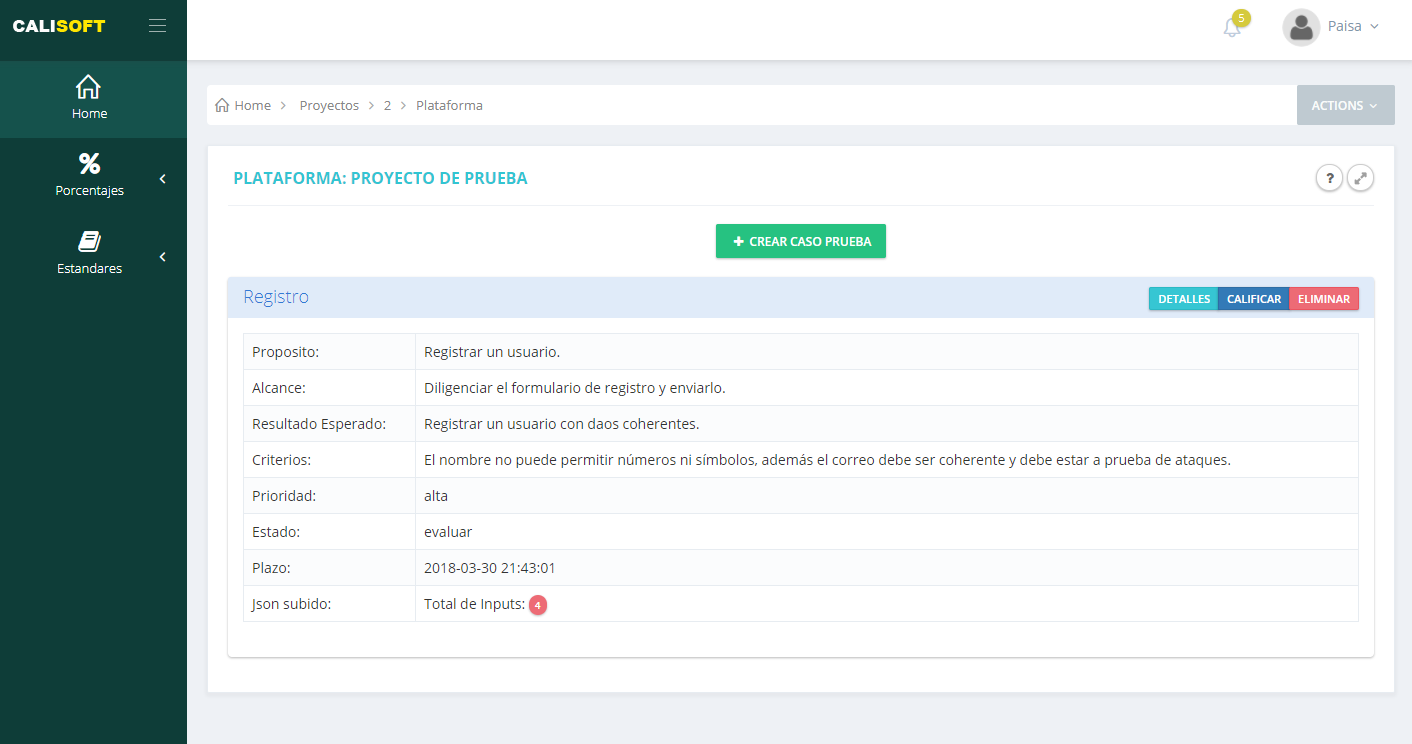 CALISOFT
5
Paisa
Home
Porcentajes
Estandares
Home > Proyectos > 2 > Plataforma
ACTIONS
PLATAFORMA: PROYECTO DE PRUEBA
?
+ CREAR CASO PRUEBA
Registro
DETALLES CALIFICAR ELIMINAR
Proposito: Registrar un usuario.
Alcance: Diligenciar el formulario de registro y enviarlo.
Resultado Esperado: Registrar un usuario con daos coherentes.
Criterios: El nombre no puede permitir números ni símbolos, además el correo debe ser coherente y debe estar a prueba de ataques.
Prioridad: alta
Estado: evaluar
Plazo: 2018-03-30 21:43:01
Json subido: Total de Inputs: 4